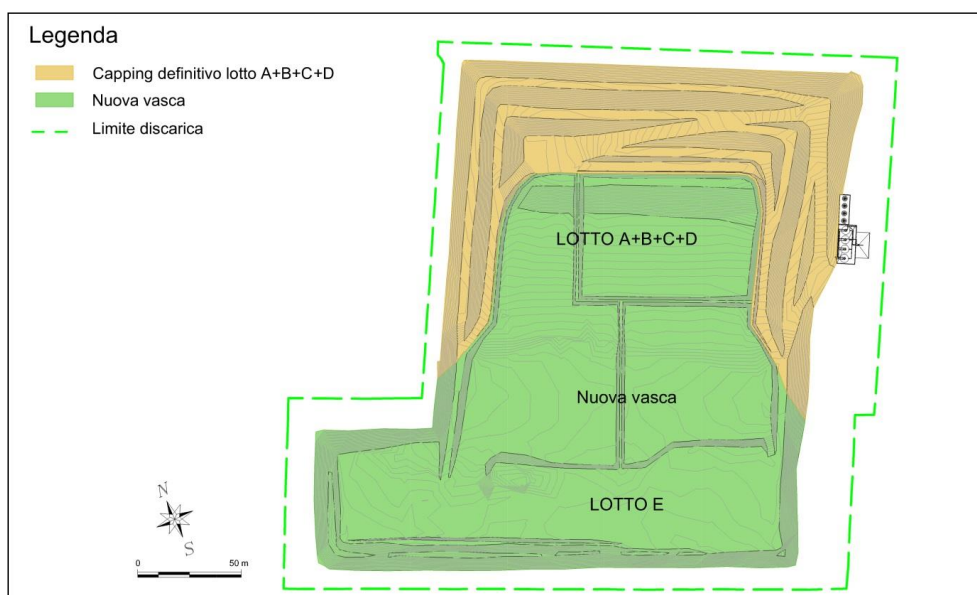 Legenda
Capping definitivo lotto A+B+C+D
Nuova vasca
Limite discarica
LOTTO A+B+C+D
Nuova vasca
LOTTO E
N
S
0 50 m